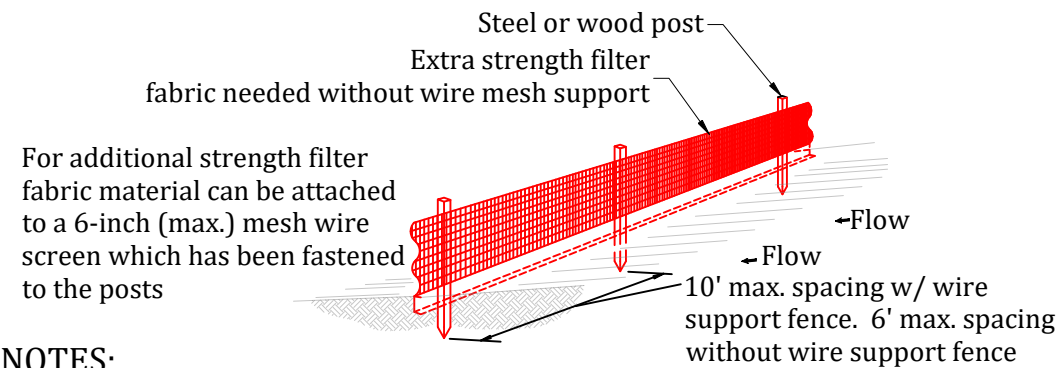 Steel or wood post
Extra strength filter
fabric needed without wire mesh support
For additional strength filter
fabric material can be attached
to a 6-inch (max.) mesh wire
screen which has been fastened
to the posts
Flow
Flow
10' max. spacing w/ wire
support fence. 6' max. spacing
without wire support fence
NOTES: